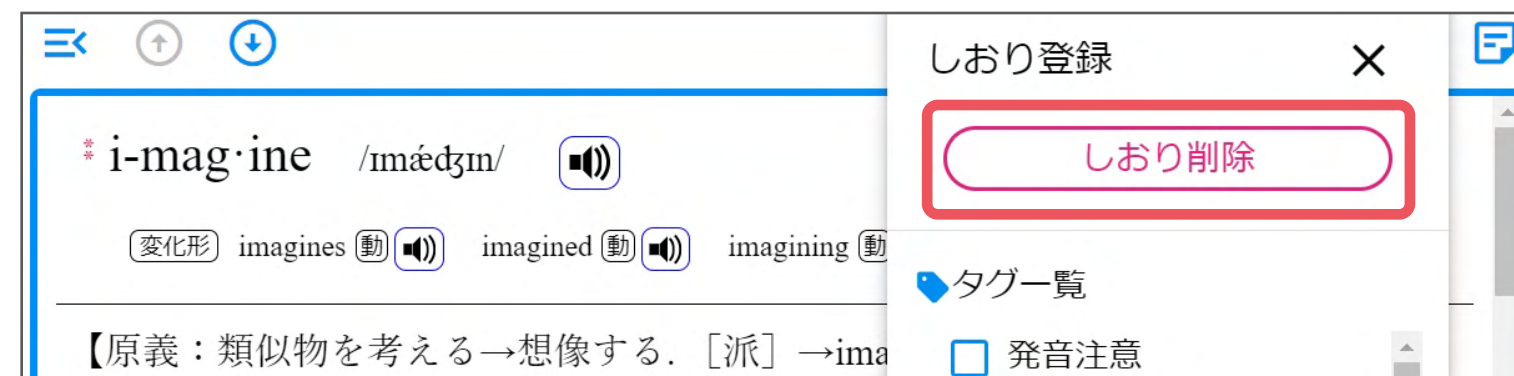 しおり登録
しおり削除
** i-mag·ine /ɪmǽdʒɪn/
変化形 imagines 動 imagined 動 imagining 動
タグ一覧
【原義：類似物を考える→想像する．［派］→ima
発音注意